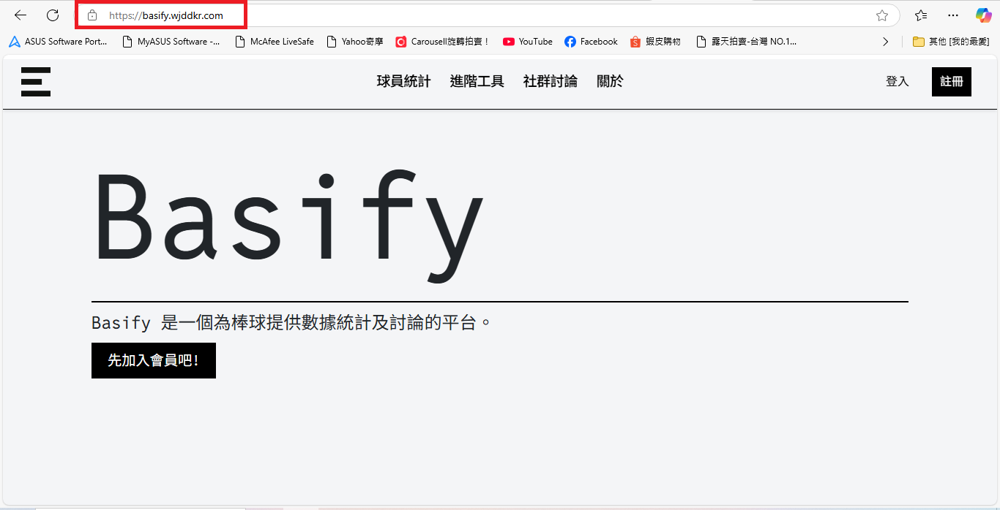 https://basify.wjddkr.com
ASUS Software Port... MyASUS Software -... McAfee LiveSafe Yahoo奇摩 Carousell旋轉拍賣！ YouTube Facebook 蝦皮購物 露天拍賣-台灣 NO.1... 其他 [我的最愛]
球員統計 進階工具 社群討論 關於 登入 註冊
Basify
Basify 是一個為棒球提供數據統計及討論的平台。
先加入會員吧！